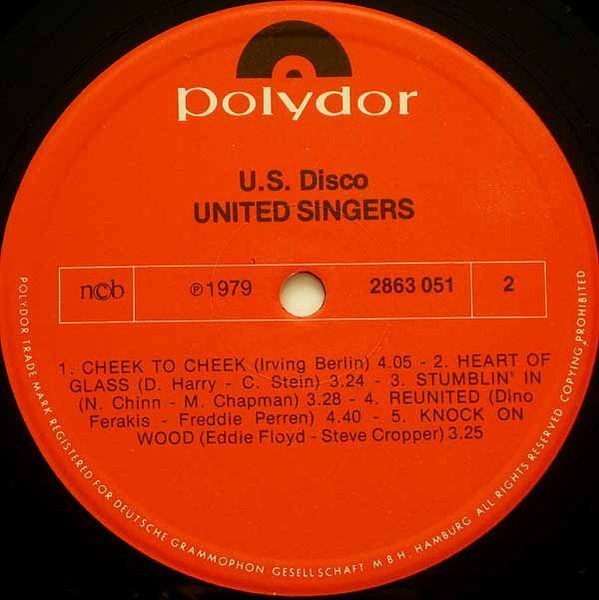 polydor
U.S. Disco
UNITED SINGERS
ncb ℗1979 2863 051 2
1. CHEEK TO CHEEK (Irving Berlin) 4.05 - 2. HEART OF
GLASS (D. Harry - C. Stein) 3.24 - 3. STUMBLIN' IN
(N. Chinn - M. Chapman) 3.28 - 4. REUNITED (Dino
Ferakis - Freddie Perren) 4.40 - 5. KNOCK ON
WOOD (Eddie Floyd - Steve Cropper) 3.25
POLYDOR TRADE MARK REGISTERED FOR DEUTSCHE GRAMMOPHON GESELLSCHAFT MBH. HAMBURG ALL RIGHTS RESERVED COPYING PROHIBITED